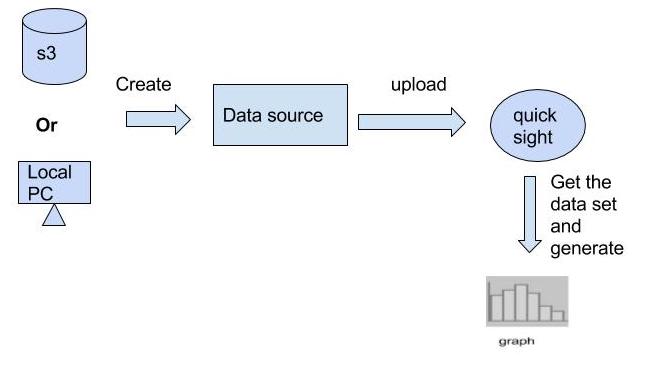 s3
Or
Local
PC
Create
Data source
upload
quick
sight
Get the
data set
and
generate
graph